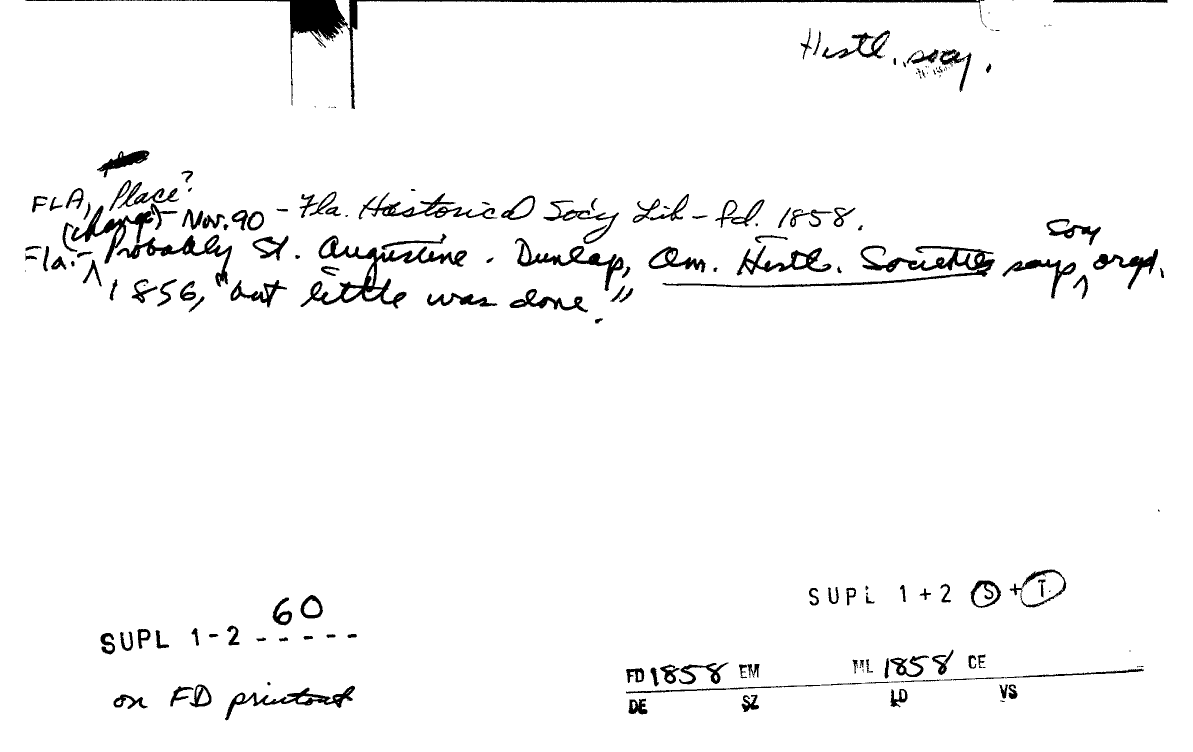 Histl. socy.
FLA, Place?
(change) - Nov. 90 - Fla. Historical Soc'y Lib - fd. 1858.
Fla. - Probably St. Augustine. Dunlap, Am. Histl. Societies says socy orgd.
1856, "but little was done."
SUPL 1+2 S + T
60
SUPL 1-2 -----
on FD printout
FD 1858 EM ML 1858 CE
DE SZ LD VS